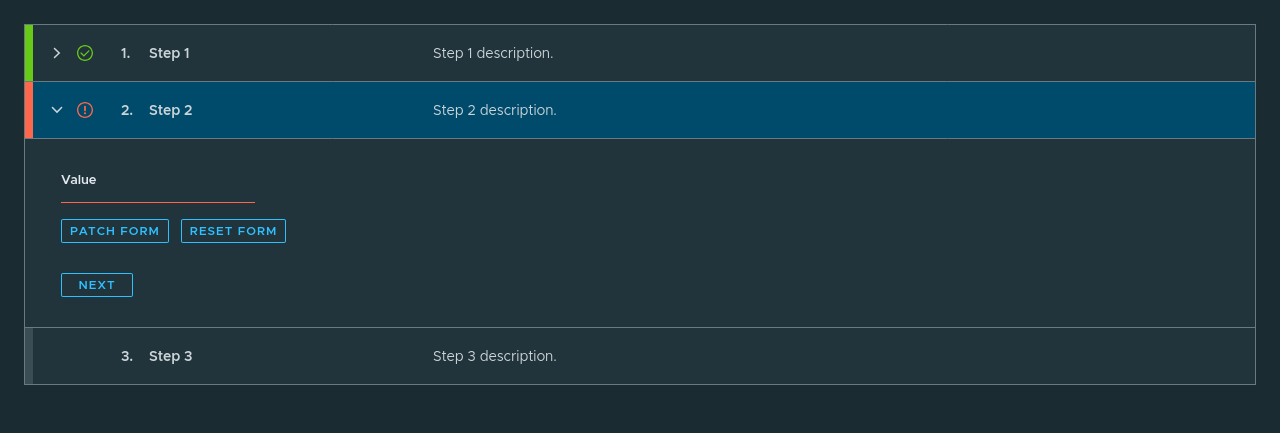 1. Step 1 Step 1 description.
2. Step 2 Step 2 description.
Value
PATCH FORM RESET FORM
NEXT
3. Step 3 Step 3 description.